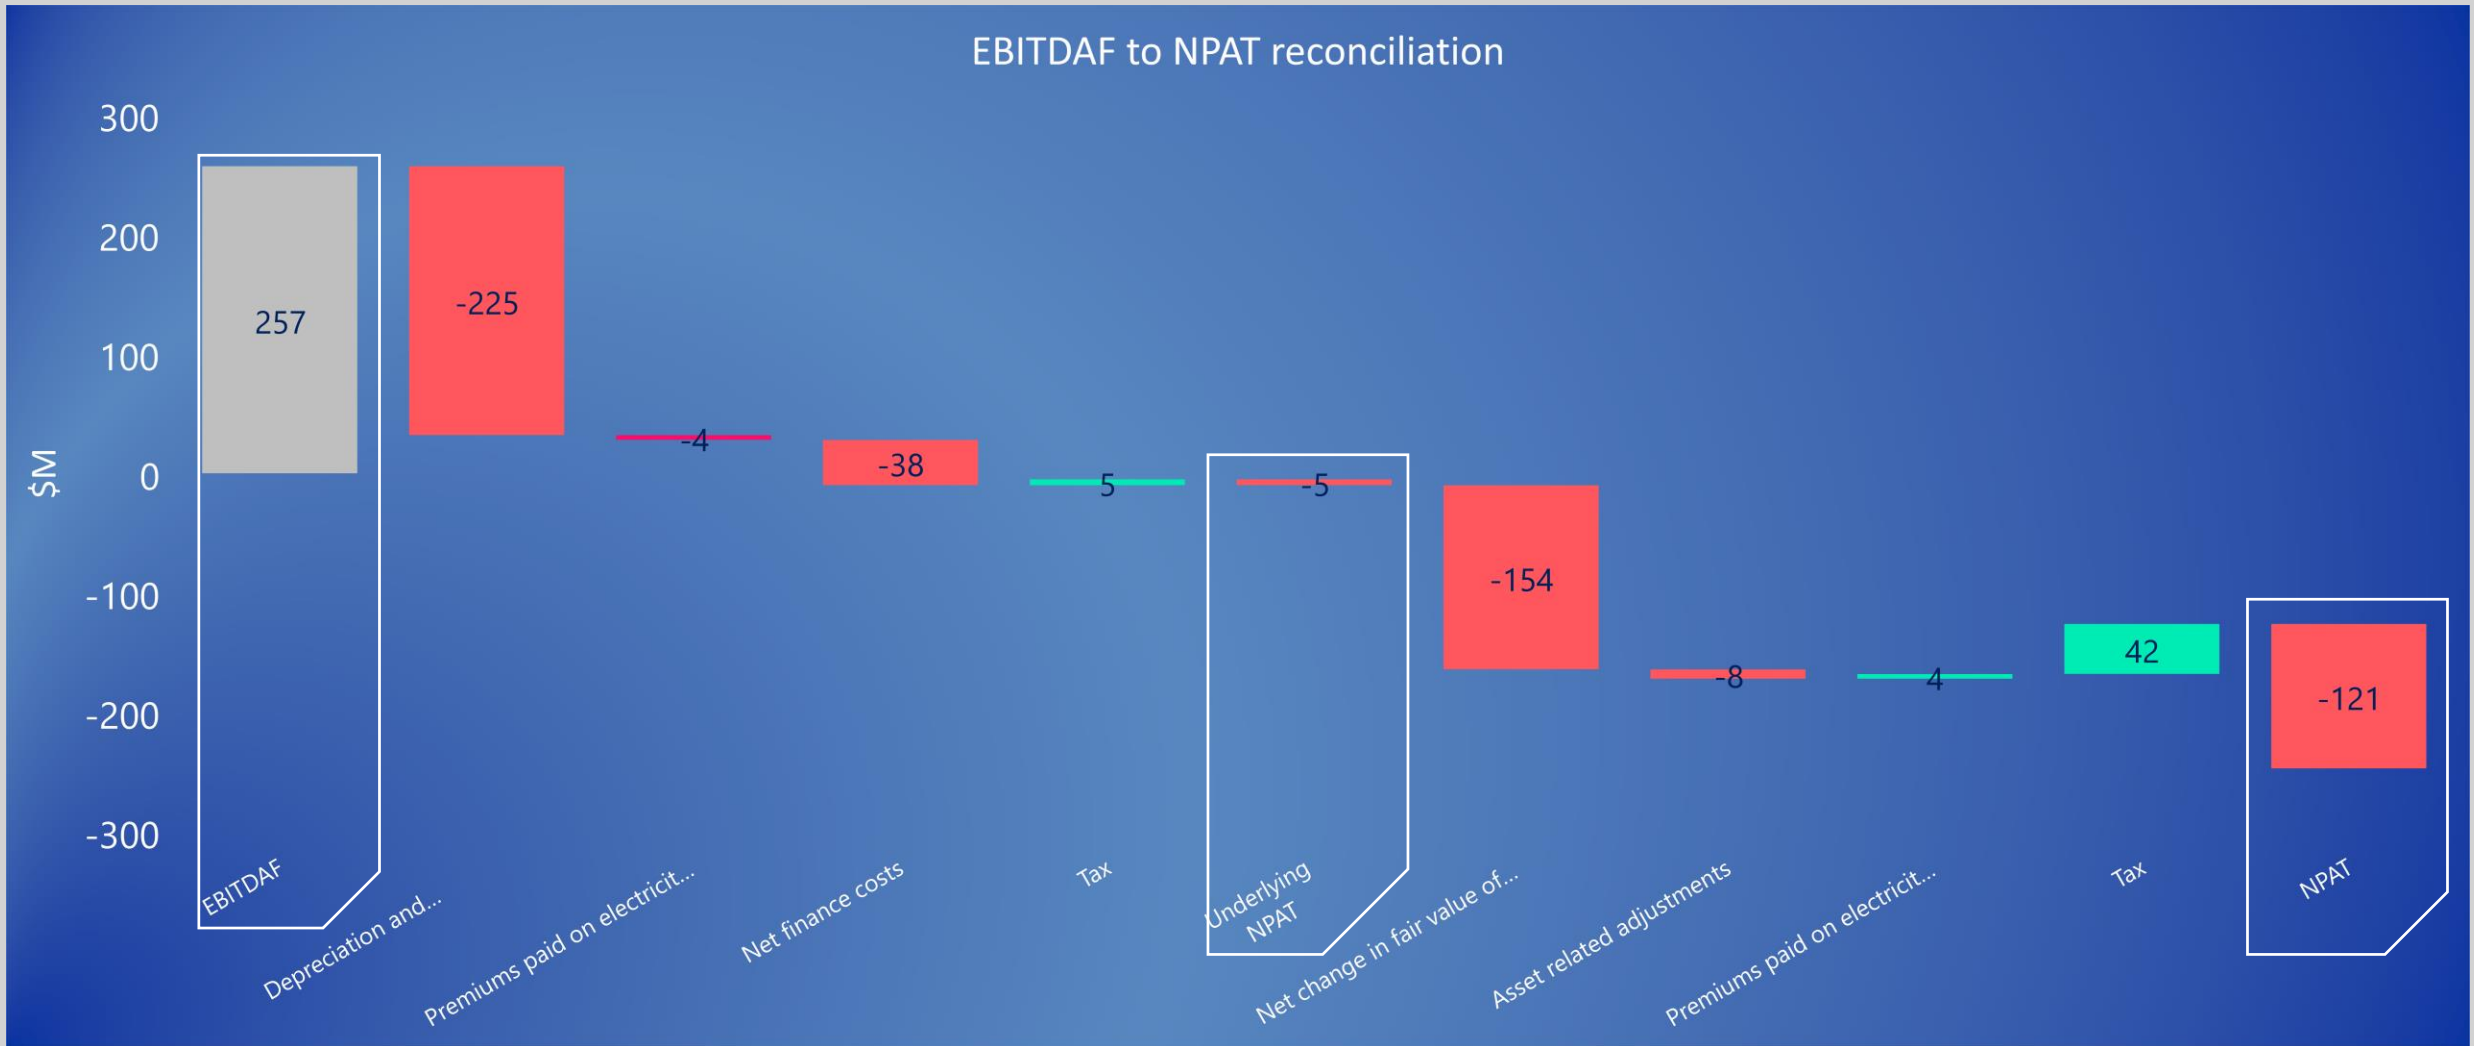 EBITDAF to NPAT reconciliation
300
200
100
0
-100
-200
-300
$M
257
-225
-4
-38
5
-5
-154
-8
4
42
-121
EBITDAF
Depreciation and...
Premiums paid on electricit...
Net finance costs
Tax
Underlying
NPAT
Net change in fair value of...
Asset related adjustments
Premiums paid on electricit...
Tax
NPAT